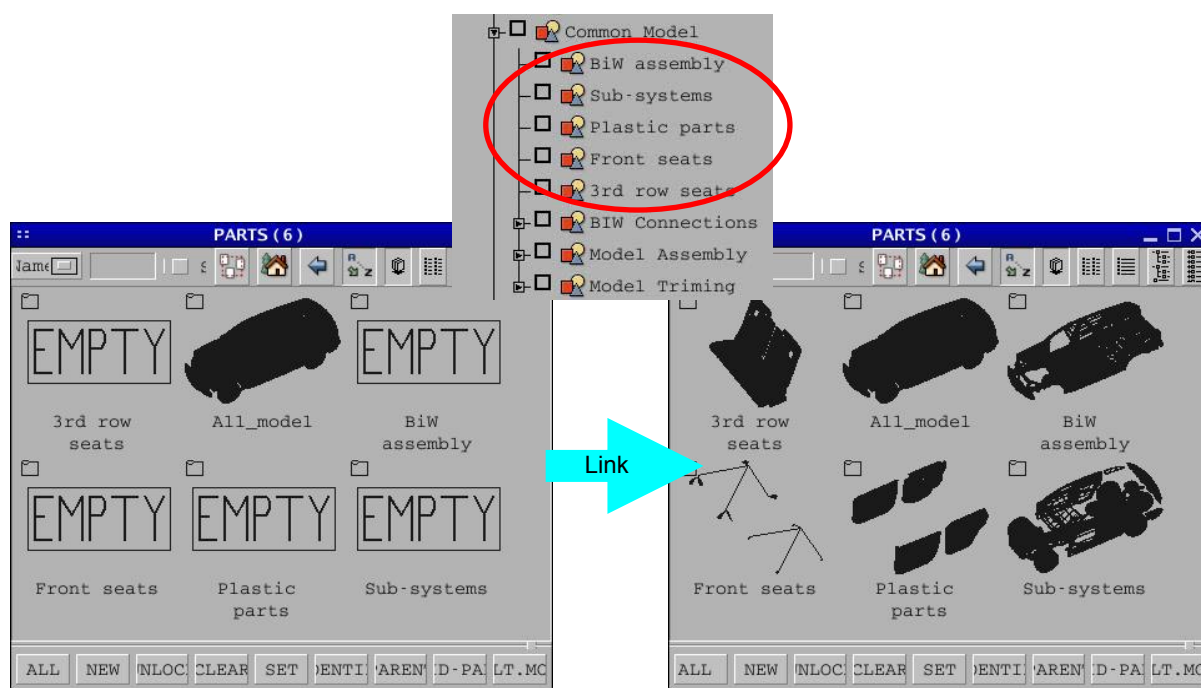 Common Model
BiW assembly
Sub-systems
Plastic parts
Front seats
3rd row seats
BIW Connections
Model Assembly
Model Triming
PARTS(6)
S
EMPTY
EMPTY
3rd row
seats
All_model
BiW
assembly
EMPTY
EMPTY
EMPTY
Front seats
Plastic
parts
Sub-systems
ALL NEW CLEAR SET
Link
PARTS(6)
S
3rd row
seats
All_model
BiW
assembly
Front seats
Plastic
parts
Sub-systems
ALL NEW CLEAR SET